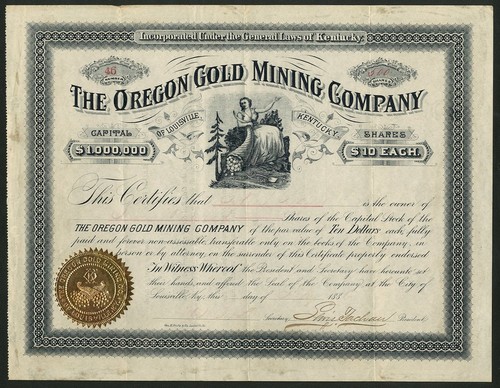 Incorporated Under the General Laws of Kentucky.
45
NUMBER
SHARES
THE OREGON GOLD MINING COMPANY
OF LOUISVILLE, KENTUCKY
CAPITAL
$1,000,000
SHARES
$10 EACH.
This Certifies that is the owner of
Shares of the Capital Stock of the
THE OREGON GOLD MINING COMPANY of the par value of Ten Dollars each, fully
paid and forever non-assessable, transferable only on the books of the Company, in
person or by attorney, on the surrender of this Certificate properly endorsed
In Witness Whereof the President and Secretary have hereunto set
their hands, and affixed the Seal of the Company, at the City of
Louisville, Ky. this day of 188
Secretary
President